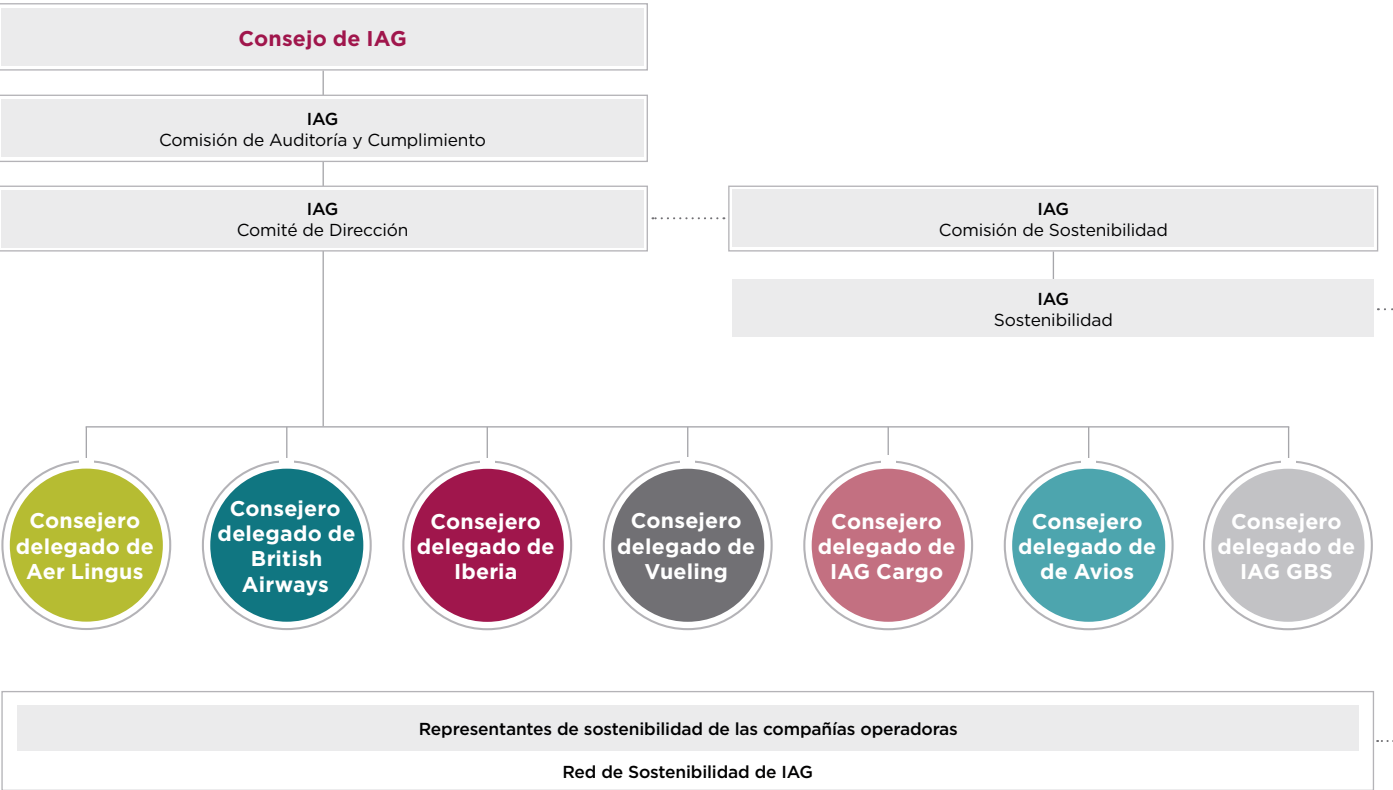 Consejo de IAG
IAG
Comisión de Auditoría y Cumplimiento
IAG
Comité de Dirección
IAG
Comisión de Sostenibilidad
IAG
Sostenibilidad
Consejero
delegado de
Aer Lingus
Consejero
delegado de
British
Airways
Consejero
delegado de
Iberia
Consejero
delegado de
Vueling
Consejero
delegado de
IAG Cargo
Consejero
delegado de
de Avios
Consejero
delegado de
IAG GBS
Representantes de sostenibilidad de las compañías operadoras
Red de Sostenibilidad de IAG